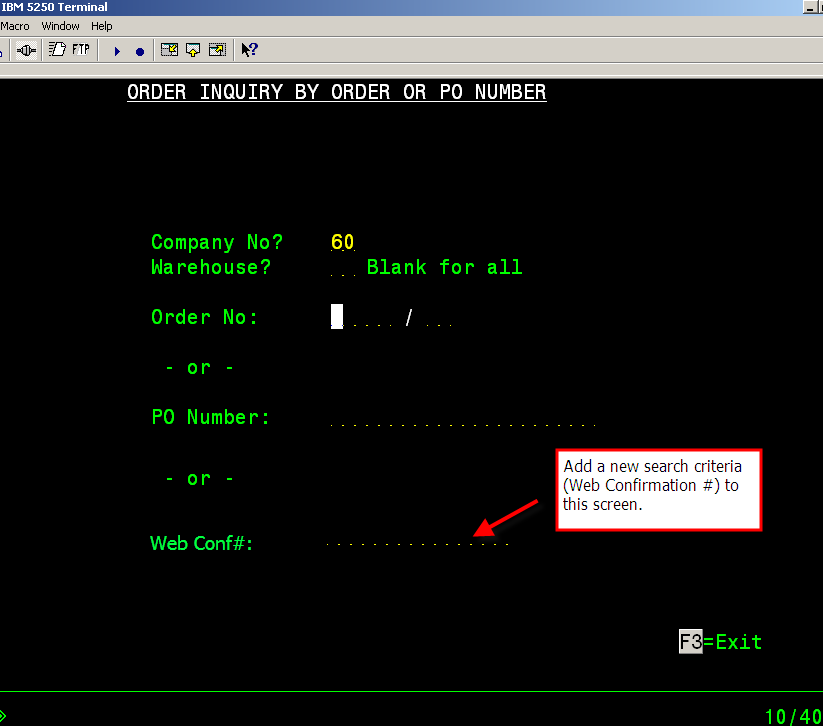 IBM 5250 Terminal
Macro Window Help
FTP
ORDER INQUIRY BY ORDER OR PO NUMBER
Company No? 60
Warehouse? . . . Blank for all
Order No: . . . . . / . . .
- or -
PO Number: . . . . . . . . . . . . . . . . . . . . . .
- or -
Add a new search criteria
(Web Confirmation #) to
this screen.
Web Conf#: . . . . . . . . . . . . . . . .
F3=Exit
10/40